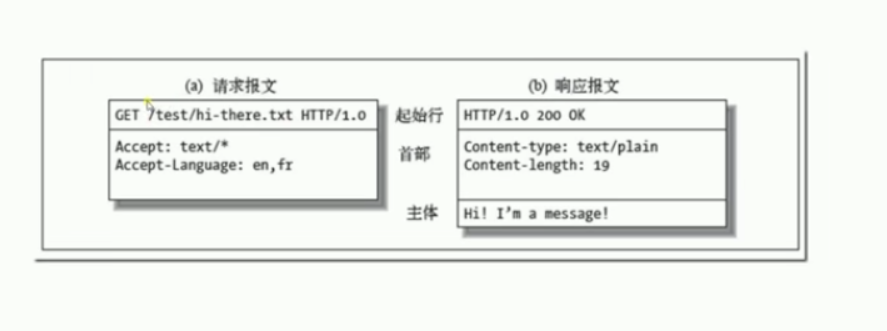 (a) 请求报文
GET /test/hi-there.txt HTTP/1.0
Accept: text/*
Accept-Language: en,fr
起始行
首部
主体
(b) 响应报文
HTTP/1.0 200 OK
Content-type: text/plain
Content-length: 19
Hi! I'm a message!